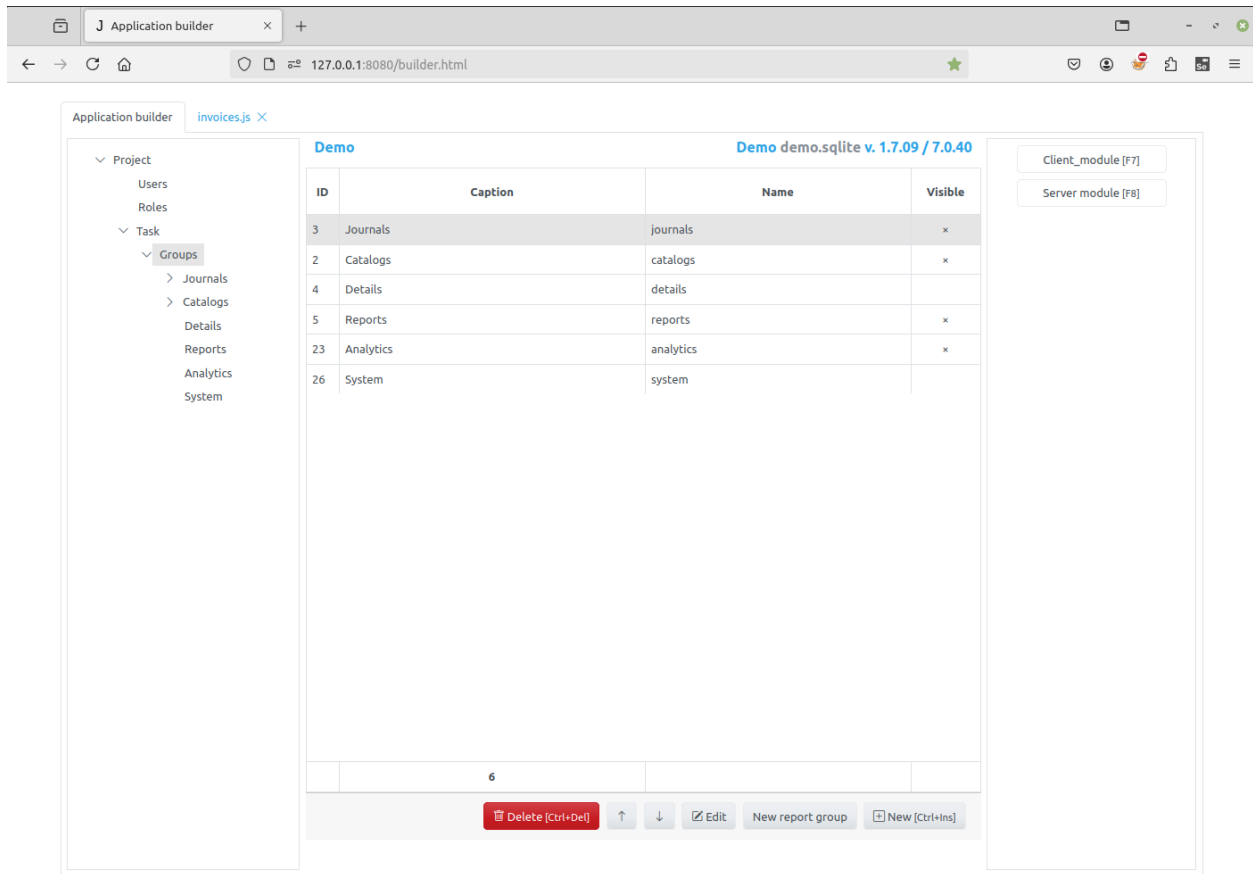 J Application builder × +
127.0.0.1:8080/builder.html
Se
Application builder invoices.js ×
Project
Users
Roles
Task
Groups
Journals
Catalogs
Details
Reports
Analytics
System
Demo Demo demo.sqlite v. 1.7.09 / 7.0.40
ID Caption Name Visible
3 Journals journals ×
2 Catalogs catalogs ×
4 Details details
5 Reports reports ×
23 Analytics analytics ×
26 System system
6
Delete [Ctrl+Del] ↑ ↓ Edit New report group New [Ctrl+Ins]
Client_module [F7]
Server module [F8]